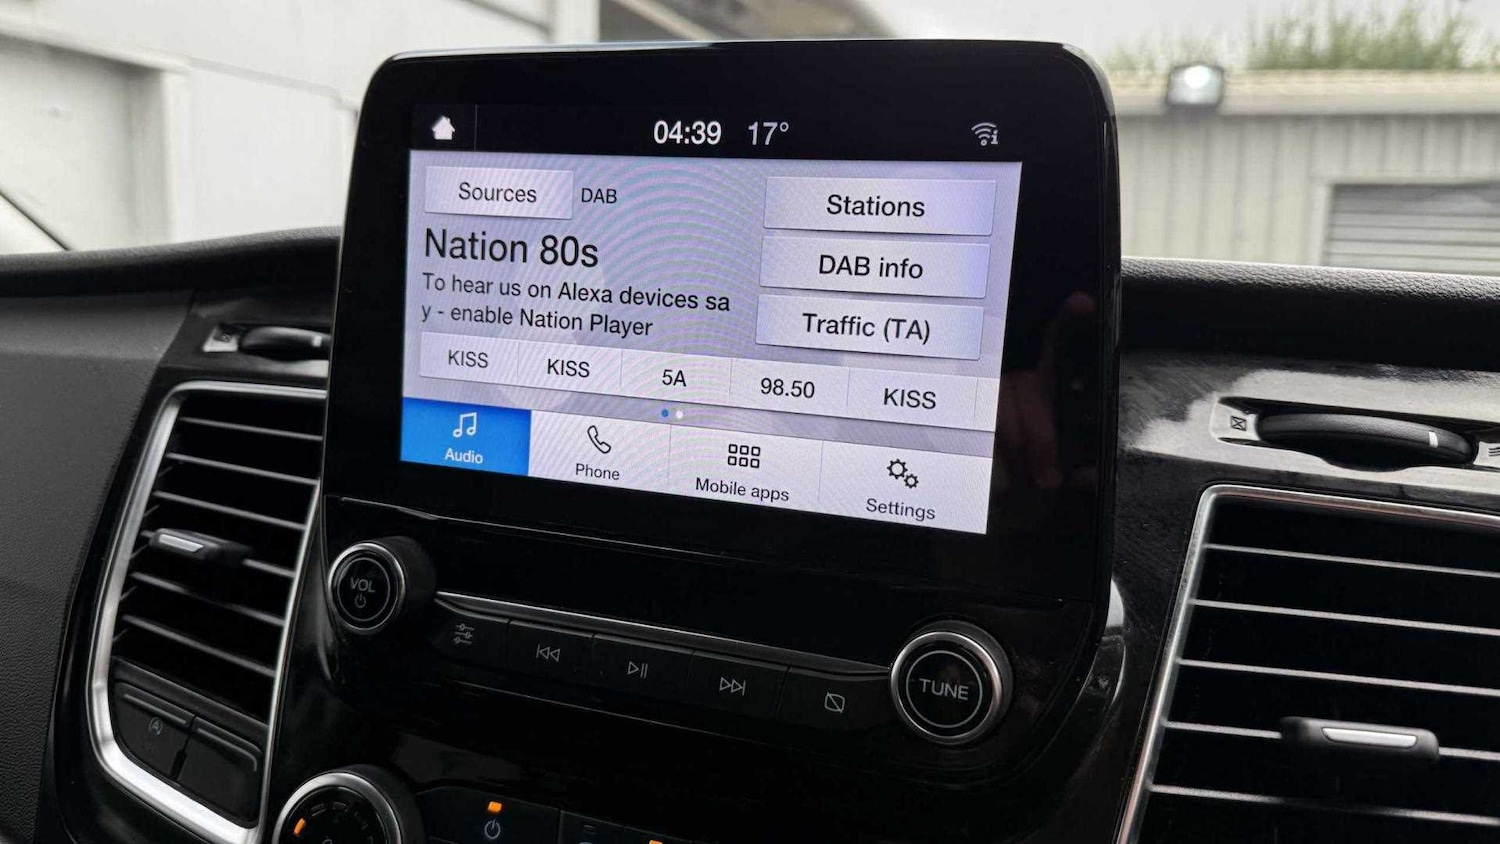 04:39 17°
Sources DAB
Stations
Nation 80s
DAB info
To hear us on Alexa devices sa
y - enable Nation Player
Traffic (TA)
KISS KISS 5A 98.50 KISS
Audio Phone Mobile apps Settings
VOL
TUNE